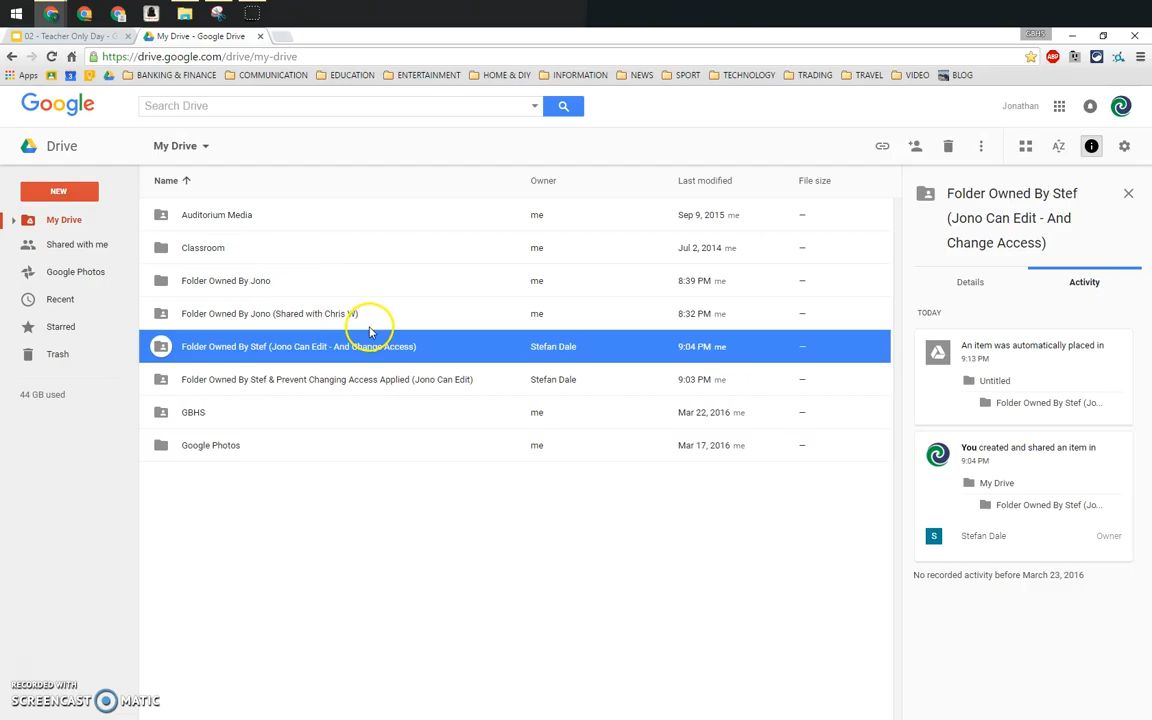 02 - Teacher Only Day - G
My Drive - Google Drive
GBHS
https://drive.google.com/drive/my-drive
Apps BANKING & FINANCE COMMUNICATION EDUCATION ENTERTAINMENT HOME & DIY INFORMATION NEWS SPORT TECHNOLOGY TRADING TRAVEL VIDEO BLOG
Google
Search Drive
Jonathan
Drive
My Drive
Name
Owner
Last modified
File size
NEW
My Drive
Shared with me
Google Photos
Recent
Starred
Trash
44 GB used
Auditorium Media me Sep 9, 2015 me —
Classroom me Jul 2, 2014 me —
Folder Owned By Jono me 8:39 PM me —
Folder Owned By Jono (Shared with Chris W) me 8:32 PM me —
Folder Owned By Stef (Jono Can Edit - And Change Access) Stefan Dale 9:04 PM me —
Folder Owned By Stef & Prevent Changing Access Applied (Jono Can Edit) Stefan Dale 9:03 PM me —
GBHS me Mar 22, 2016 me —
Google Photos me Mar 17, 2016 me —
Folder Owned By Stef
(Jono Can Edit - And
Change Access)
Details
Activity
TODAY
An item was automatically placed in
9:13 PM
Untitled
Folder Owned By Stef (Jo...
You created and shared an item in
9:04 PM
My Drive
Folder Owned By Stef (Jo...
S
Stefan Dale
Owner
No recorded activity before March 23, 2016
RECORDED WITH
SCREENCAST MATIC